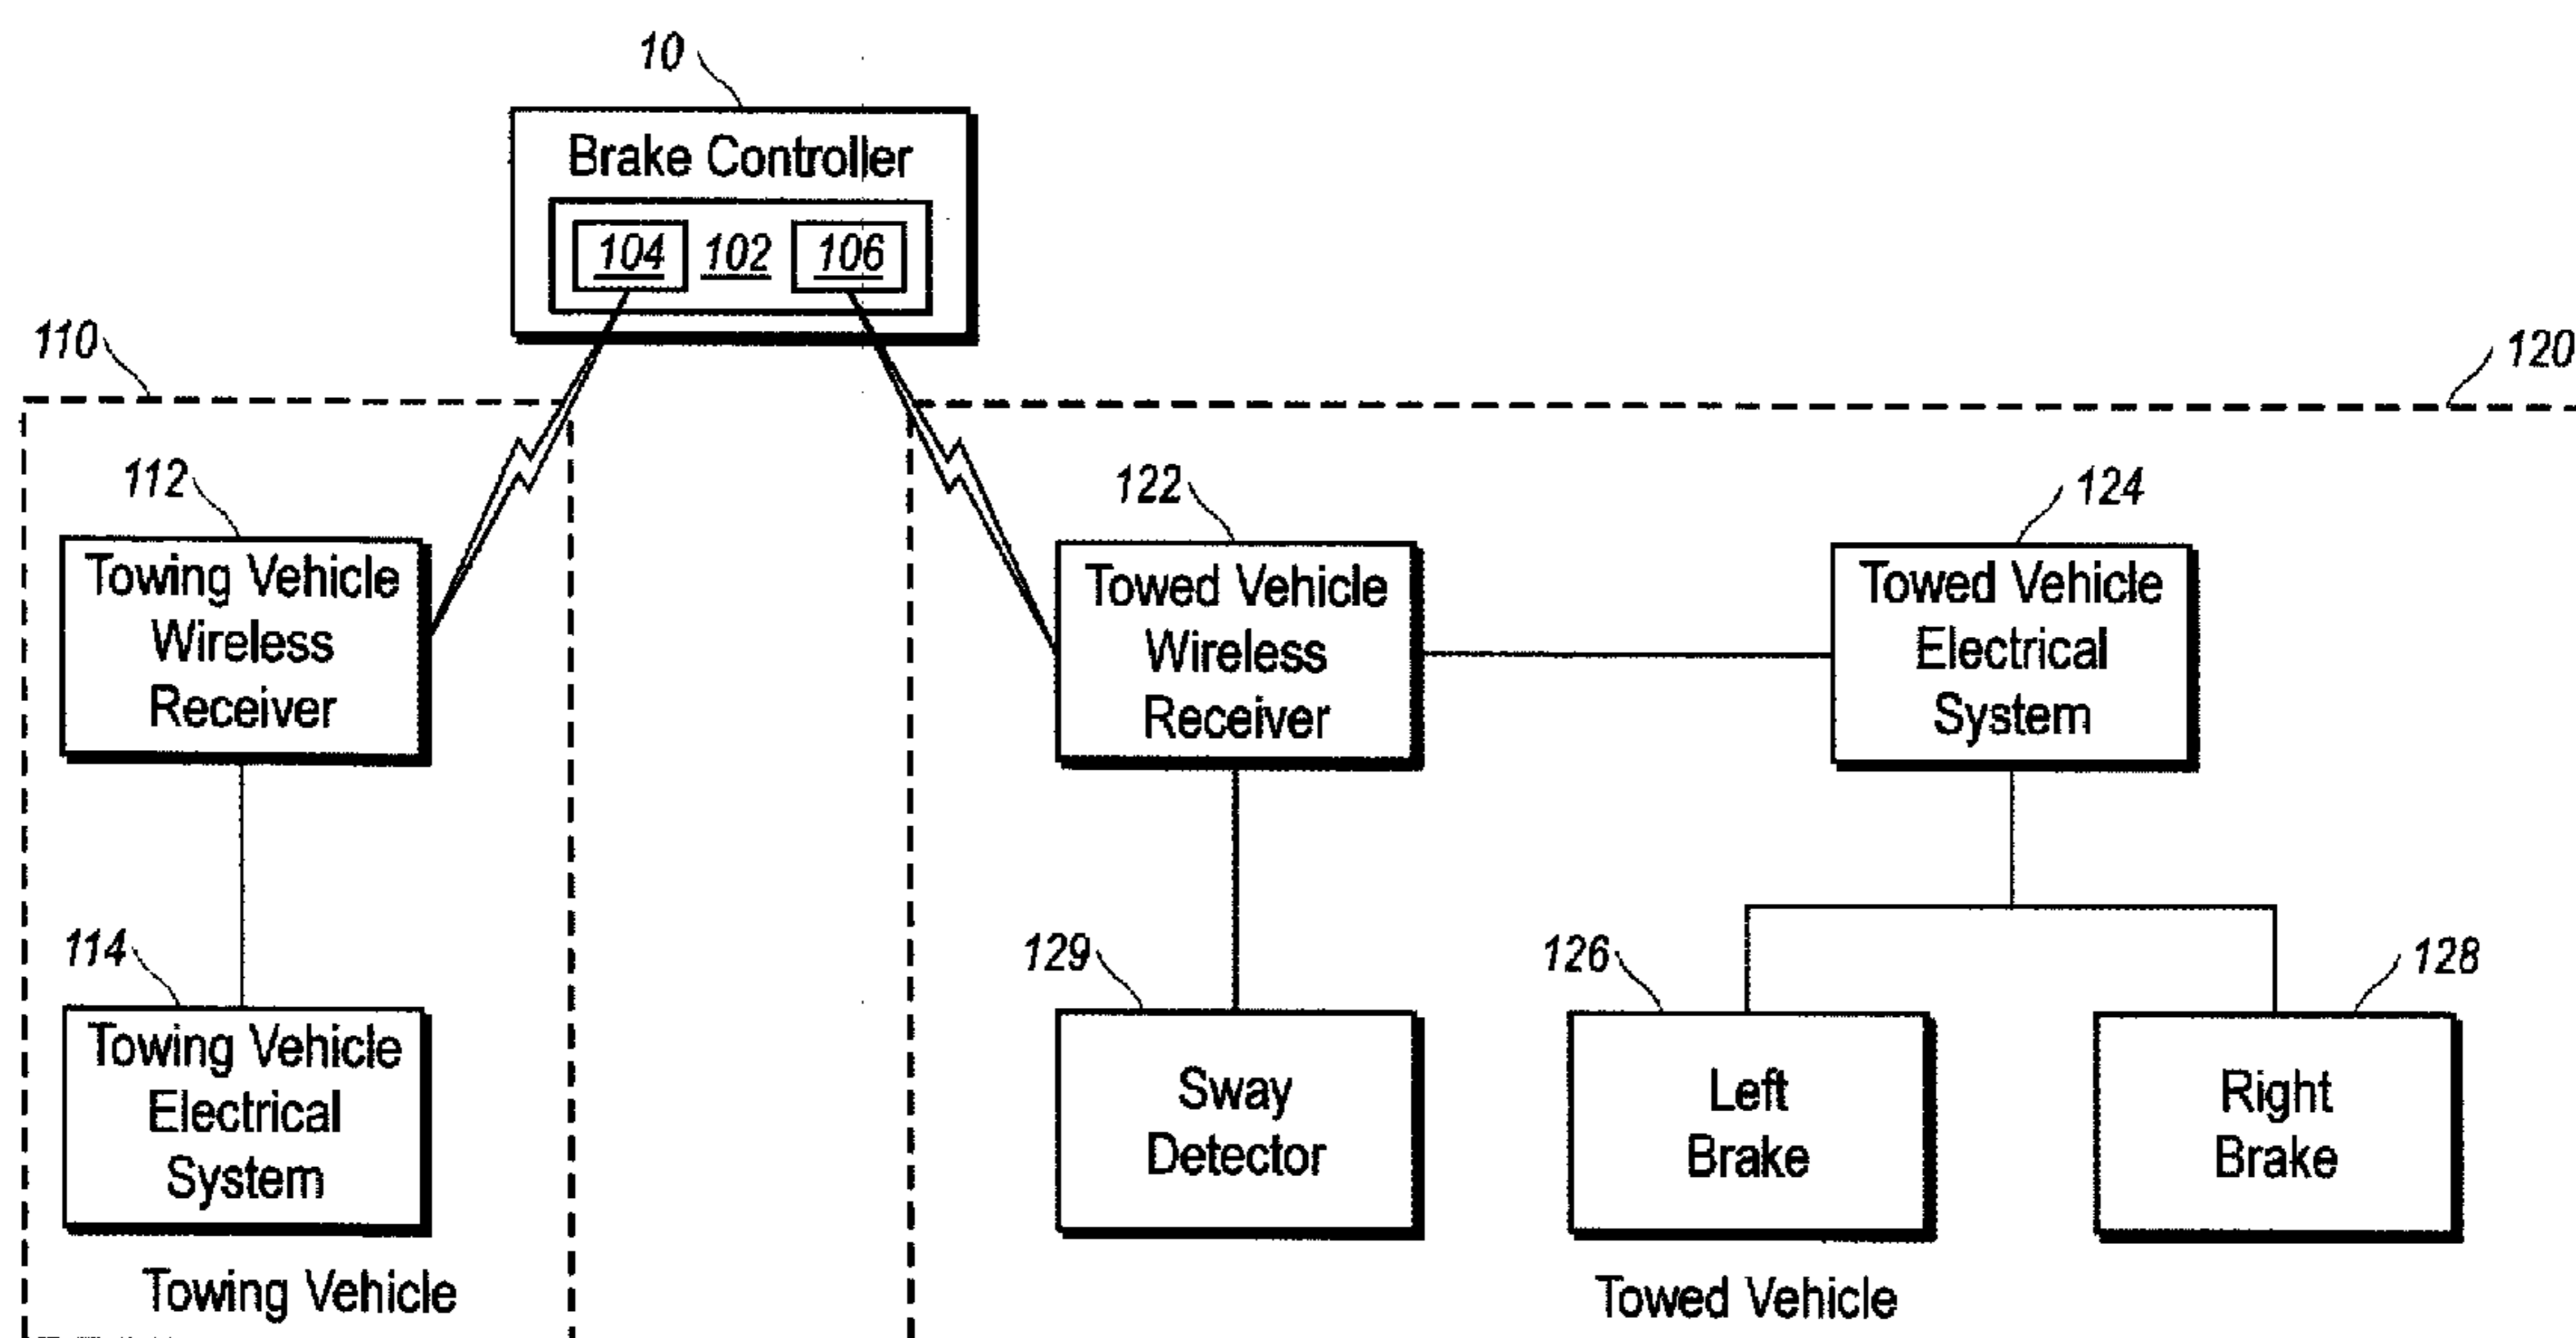 10
Brake Controller
104 102 106
110
120
112
Towing Vehicle
Wireless
Receiver
122
Towed Vehicle
Wireless
Receiver
124
Towed Vehicle
Electrical
System
114
Towing Vehicle
Electrical
System
129
Sway
Detector
126
Left
Brake
128
Right
Brake
Towing Vehicle
Towed Vehicle